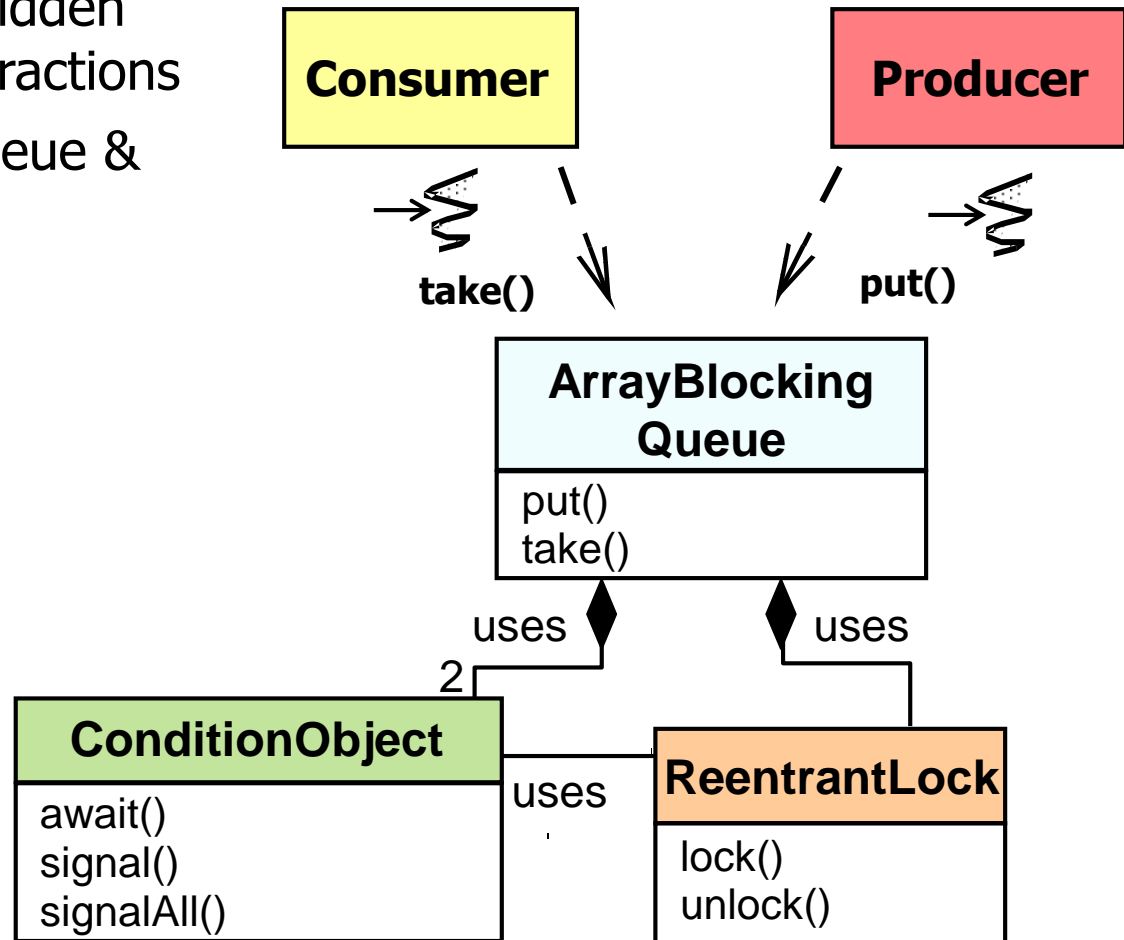 idden
ractions
eue &
Consumer
Producer
take()
put()
ArrayBlocking
Queue
put()
take()
uses
uses
2
ConditionObject
await()
signal()
signalAll()
uses
ReentrantLock
lock()
unlock()